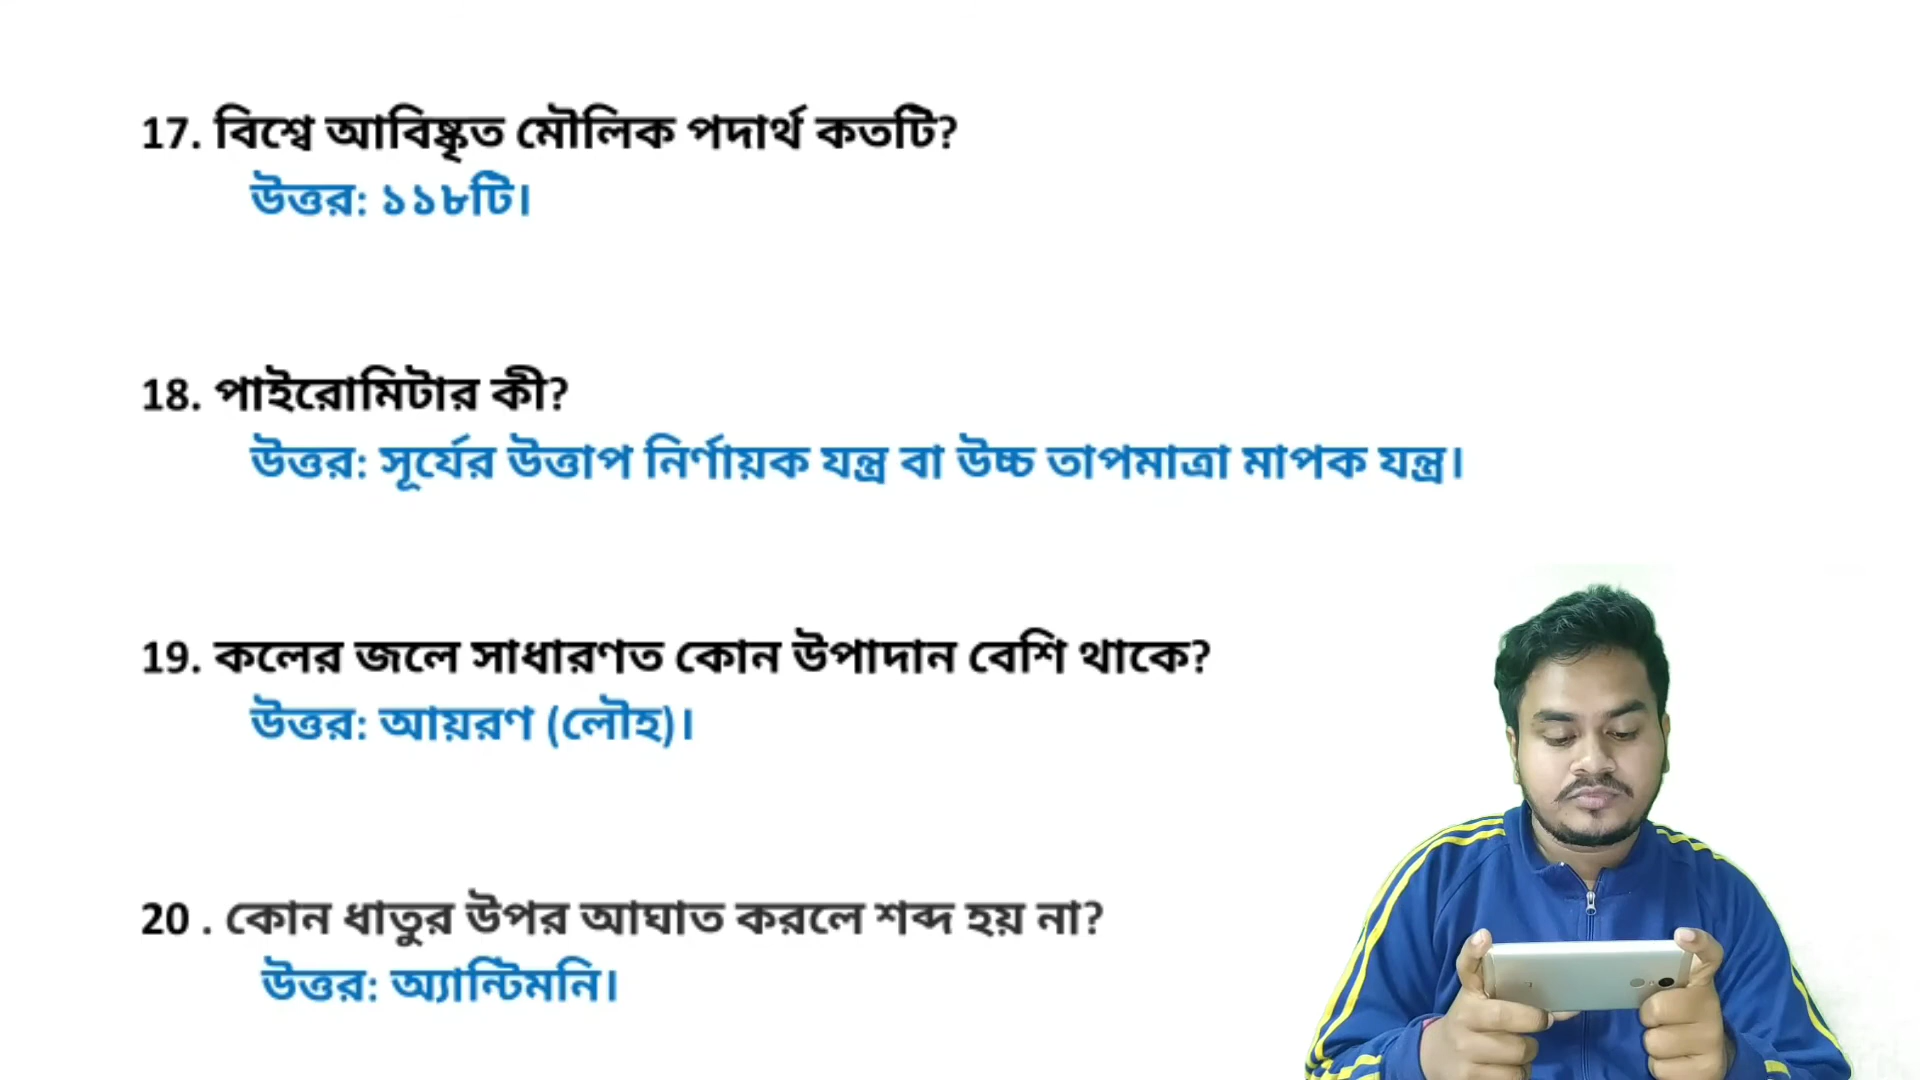 17. বিশ্বে আবিষ্কৃত মৌলিক পদার্থ কতটি?
উত্তর: ১১৮টি।
18. পাইরোমিটার কী?
উত্তর: সূর্যের উত্তাপ নির্ণায়ক যন্ত্র বা উচ্চ তাপমাত্রা মাপক যন্ত্র।
19. কলের জলে সাধারণত কোন উপাদান বেশি থাকে?
উত্তর: আয়রণ (লৌহ)।
20 . কোন ধাতুর উপর আঘাত করলে শব্দ হয় না?
উত্তর: অ্যান্টিমনি।